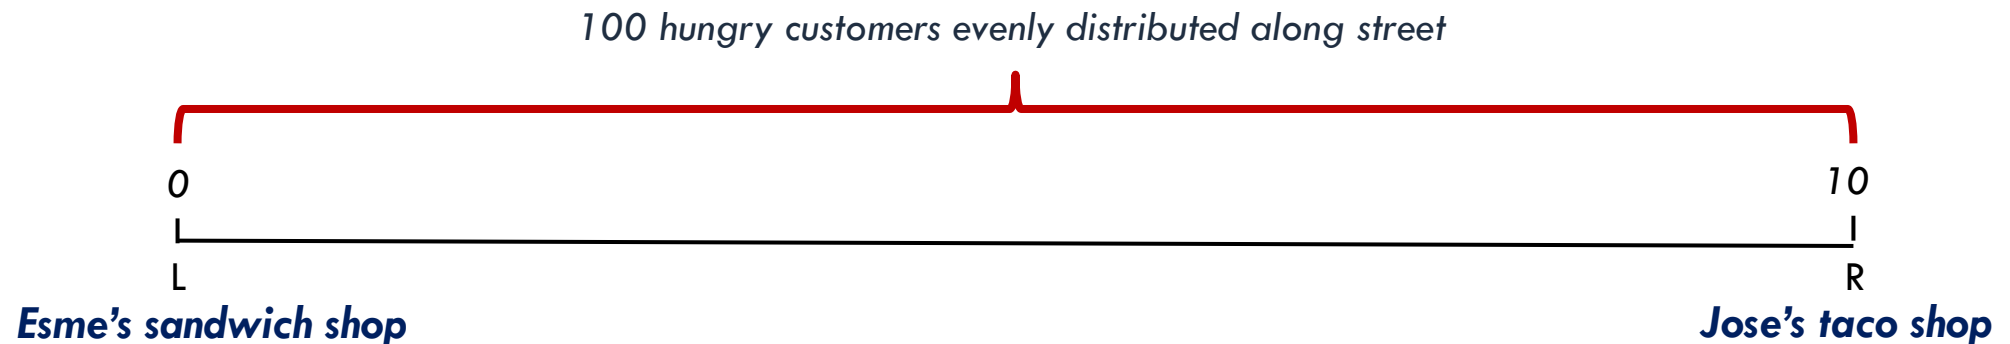 100 hungry customers evenly distributed along street
0 10
L R
Esme's sandwich shop Jose's taco shop